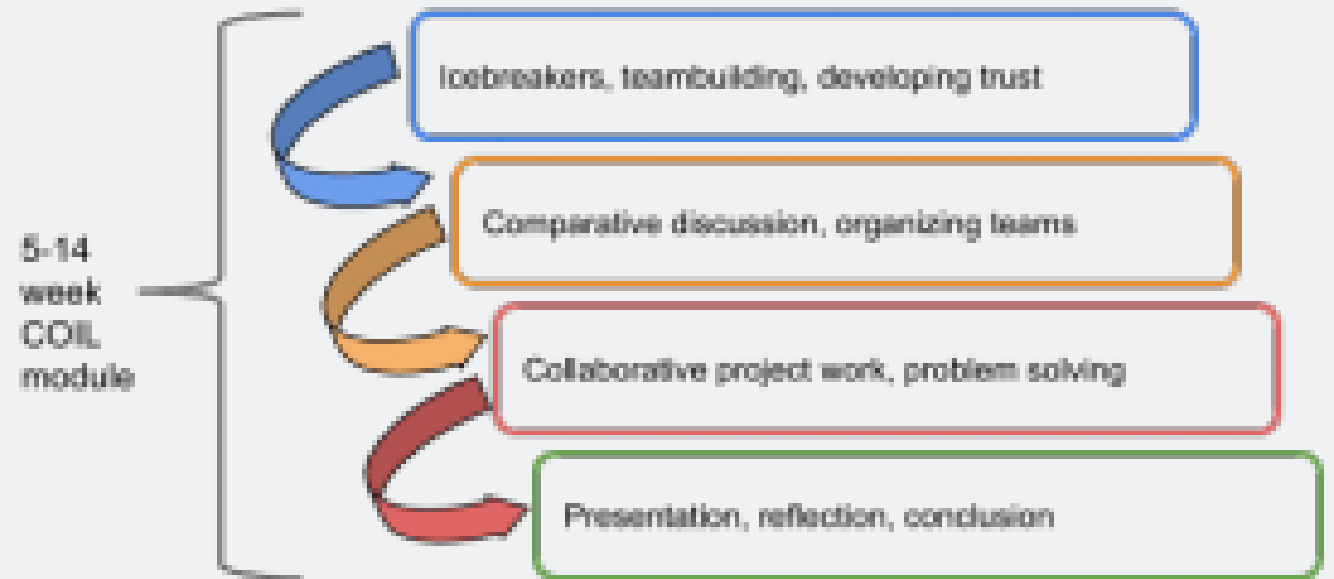 5-14
week
COIL
module
Icebreakers, teambuilding, developing trust
Comparative discussion, organizing teams
Collaborative project work, problem solving
Presentation, reflection, conclusion